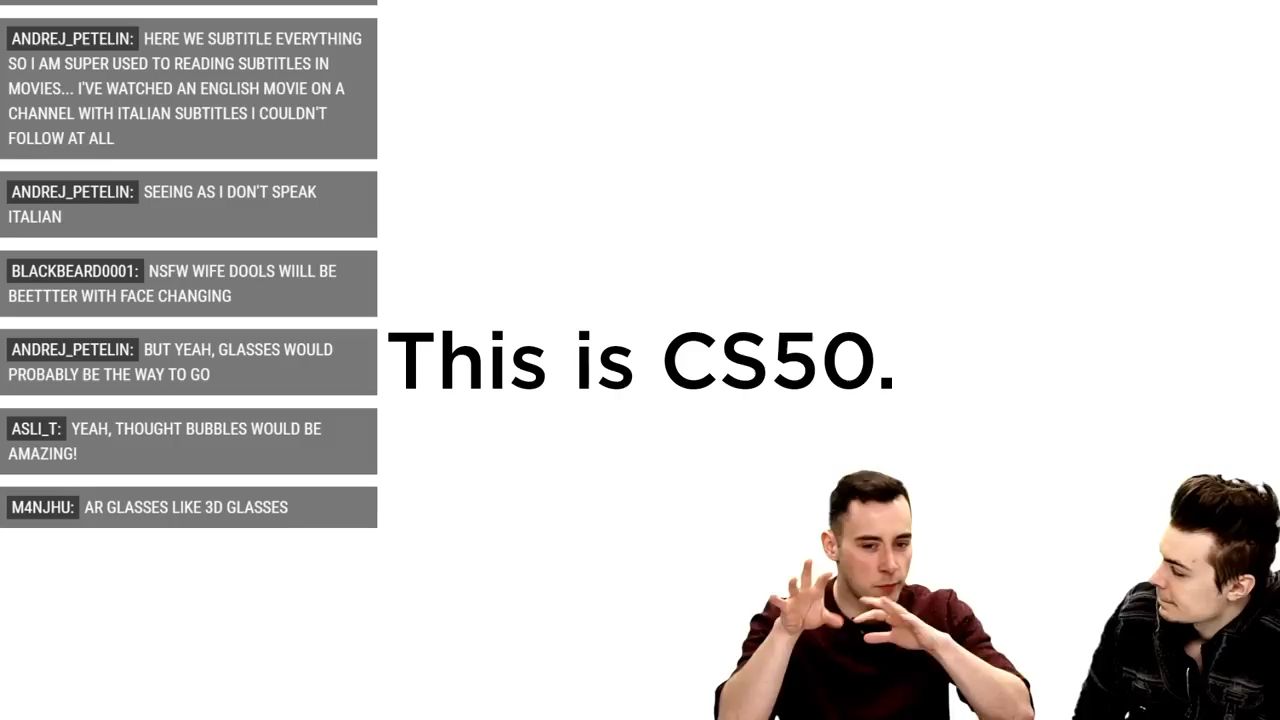 ANDREJ_PETELIN: HERE WE SUBTITLE EVERYTHING
SO I AM SUPER USED TO READING SUBTITLES IN
MOVIES... I'VE WATCHED AN ENGLISH MOVIE ON A
CHANNEL WITH ITALIAN SUBTITLES I COULDN'T
FOLLOW AT ALL
ANDREJ_PETELIN: SEEING AS I DON'T SPEAK
ITALIAN
BLACKBEARD0001: NSFW WIFE DOOLS WIILL BE
BEETTTER WITH FACE CHANGING
ANDREJ_PETELIN: BUT YEAH, GLASSES WOULD
PROBABLY BE THE WAY TO GO
ASLI_T: YEAH, THOUGHT BUBBLES WOULD BE
AMAZING!
M4NJHU: AR GLASSES LIKE 3D GLASSES
This is CS50.